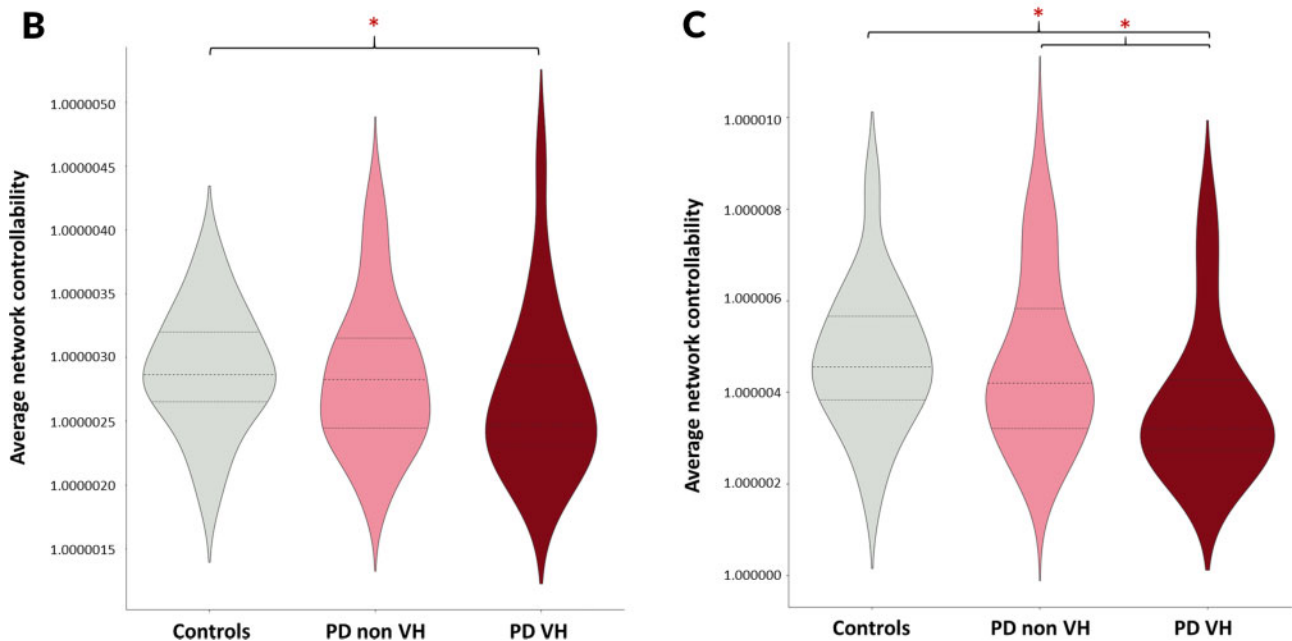 B
*
Average network controllability
1.0000050
1.0000045
1.0000040
1.0000035
1.0000030
1.0000025
1.0000020
1.0000015
Controls PD non VH PD VH
C
*
*
Average network controllability
1.000010
1.000008
1.000006
1.000004
1.000002
1.000000
Controls PD non VH PD VH